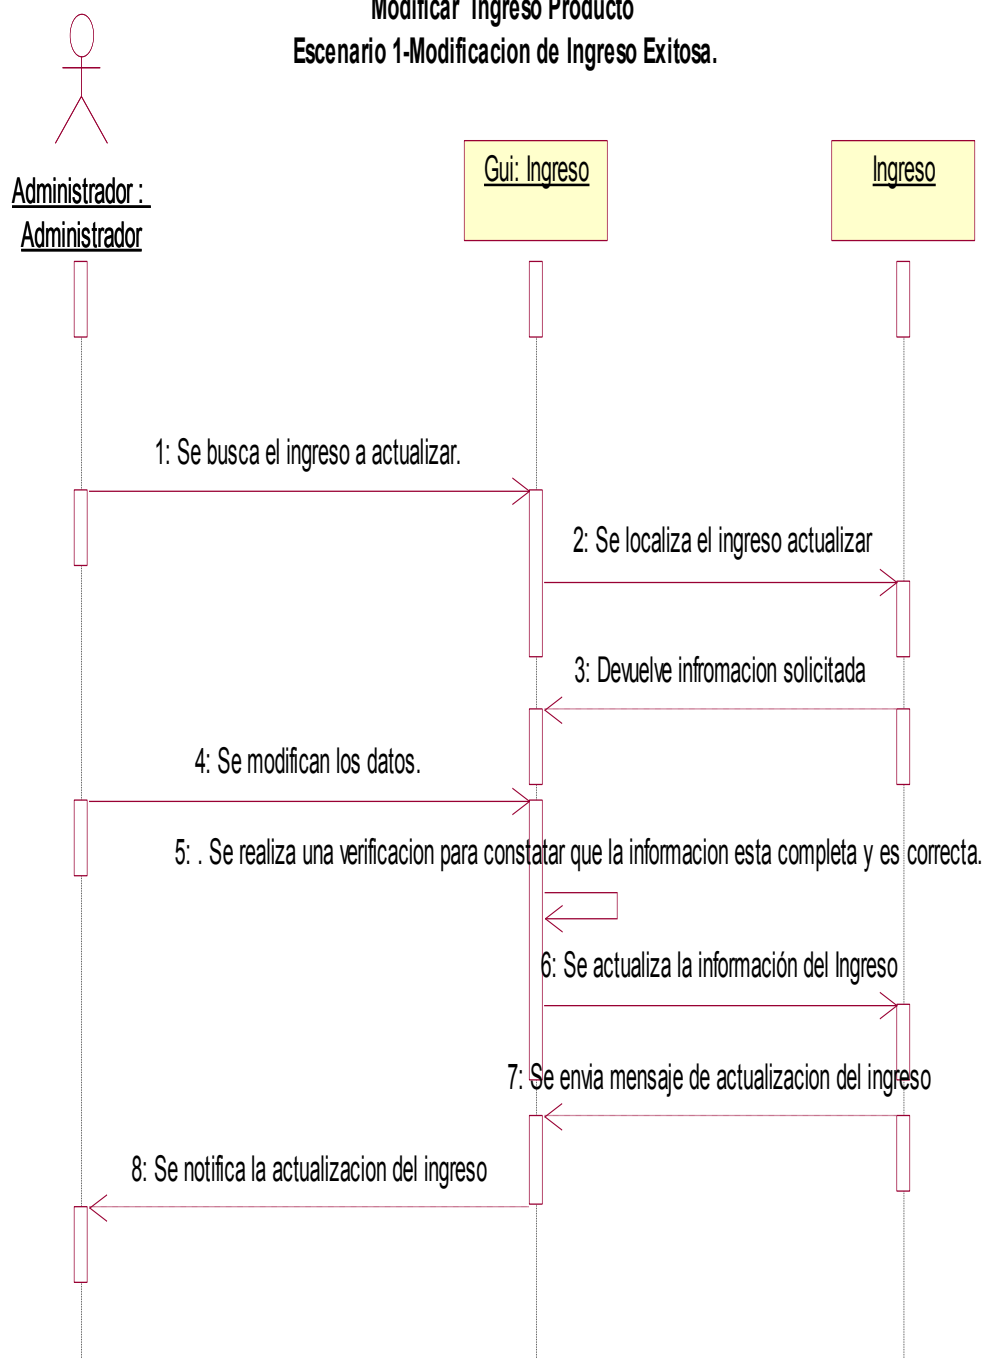 Modificar Ingreso Producto
Escenario 1-Modificacion de Ingreso Exitosa.
Administrador :
Administrador
Gui: Ingreso
Ingreso
1: Se busca el ingreso a actualizar.
2: Se localiza el ingreso actualizar
3: Devuelve infromacion solicitada
4: Se modifican los datos.
5: . Se realiza una verificacion para constatar que la informacion esta completa y es correcta.
6: Se actualiza la información del Ingreso
7: Se envia mensaje de actualizacion del ingreso
8: Se notifica la actualizacion del ingreso